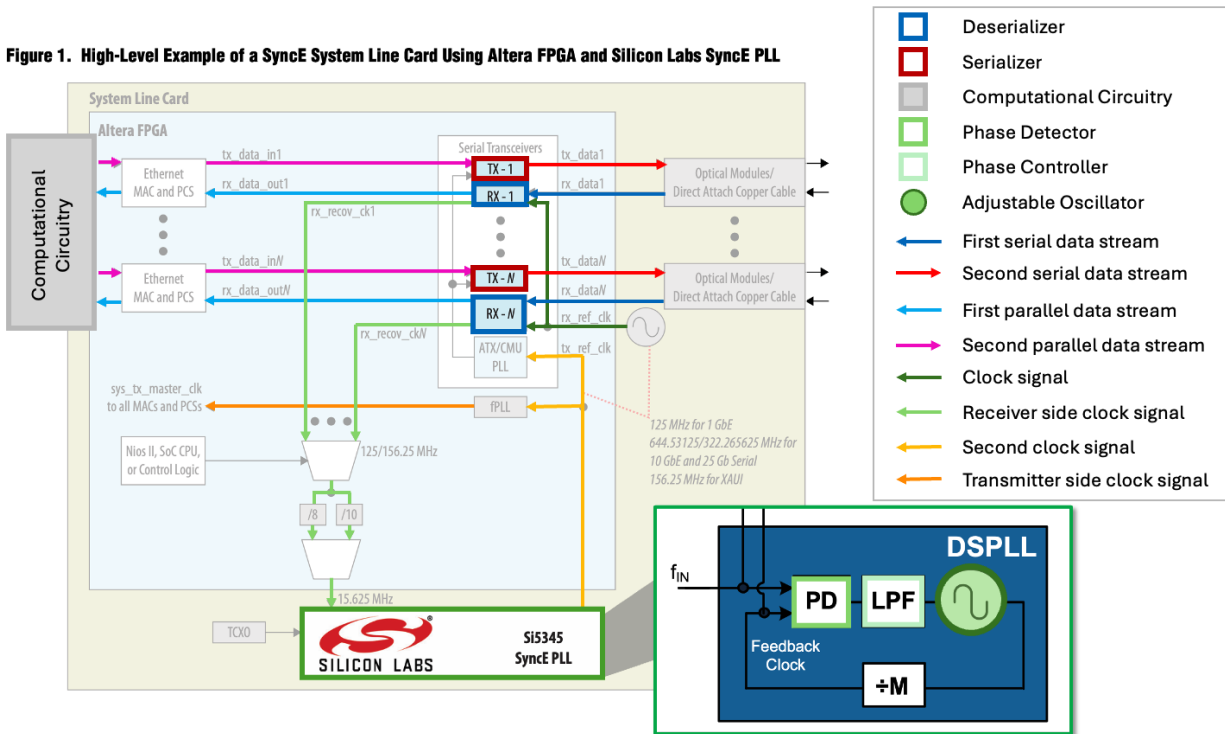 Figure 1. High-Level Example of a SyncE System Line Card Using Altera FPGA and Silicon Labs SyncE PLL
System Line Card
Altera FPGA
Serial Transceivers
Computational
Circuitry
Ethernet
MAC and PCS
tx_data_in1
rx_data_out1
rx_recov_ck1
TX - 1
RX - 1
tx_data1
rx_data1
Optical Modules/
Direct Attach Copper Cable
Ethernet
MAC and PCS
tx_data_inN
rx_data_outN
rx_recov_ckN
TX - N
RX - N
tx_dataN
rx_dataN
Optical Modules/
Direct Attach Copper Cable
rx_ref_clk
tx_ref_clk
ATX/CMU
PLL
sys_tx_master_clk
to all MACs and PCSs
fPLL
125 MHz for 1 GbE
644.53125/322.265625 MHz for
10 GbE and 25 Gb Serial
156.25 MHz for XAUI
Nios II, SoC CPU,
or Control Logic
125/156.25 MHz
/8
/10
15.625 MHz
TCXO
SILICON LABS
®
Si5345
SyncE PLL
DSPLL
fIN
PD
LPF
Feedback
Clock
÷M
Deserializer
Serializer
Computational Circuitry
Phase Detector
Phase Controller
Adjustable Oscillator
First serial data stream
Second serial data stream
First parallel data stream
Second parallel data stream
Clock signal
Receiver side clock signal
Second clock signal
Transmitter side clock signal